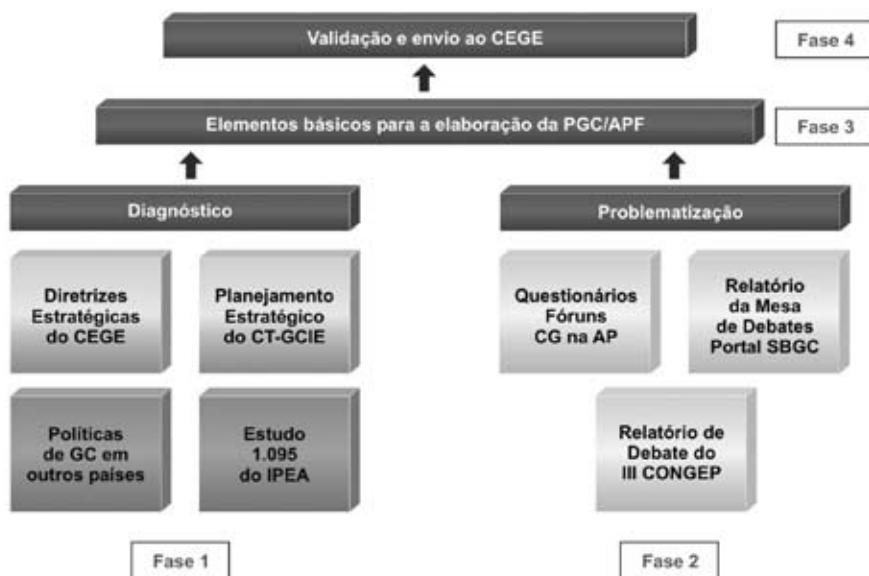 Validação e envio ao CEGE
Fase 4
Elementos básicos para a elaboração da PGC/APF
Fase 3
Diagnóstico
Problematização
Diretrizes
Estratégicas
do CEGE
Planejamento
Estratégico
do CT-GCIE
Questionários
Fóruns
CG na AP
Relatório
da Mesa
de Debates
Portal SBGC
Políticas
de GC em
outros países
Estudo
1.095
do IPEA
Relatório de
Debate do
III CONGEP
Fase 1
Fase 2